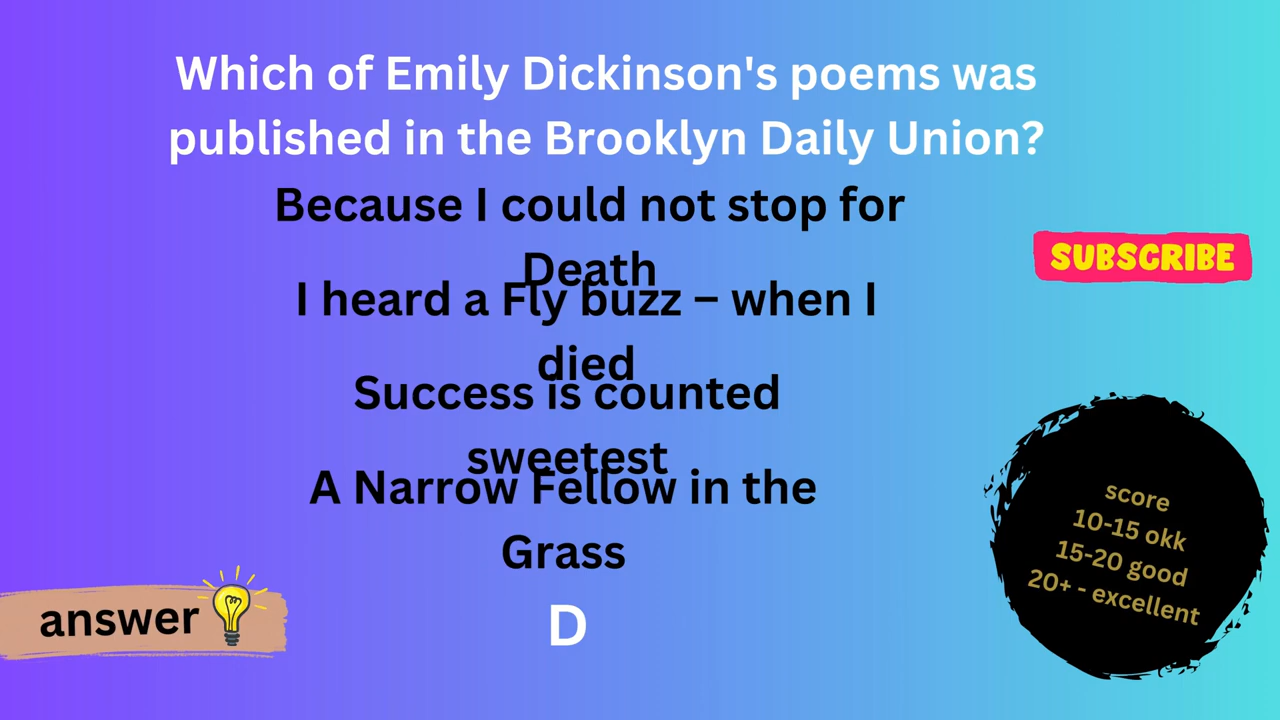 Which of Emily Dickinson's poems was
published in the Brooklyn Daily Union?
Because I could not stop for
Death
I heard a Fly buzz – when I
died
Success is counted
sweetest
A Narrow Fellow in the
Grass
D
answer
SUBSCRIBE
score
10-15 okk
15-20 good
20+ - excellent